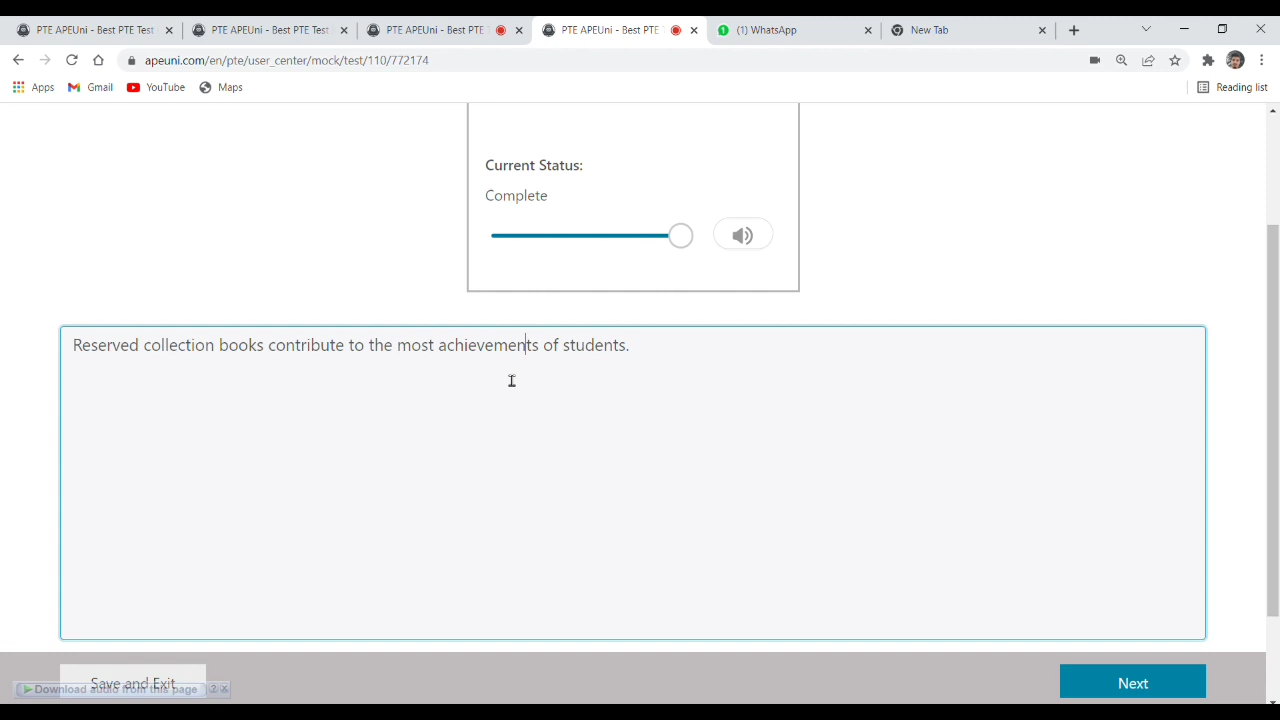 PTE APEUni - Best PTE Test
PTE APEUni - Best PTE Test
PTE APEUni - Best PTE
PTE APEUni - Best PTE
(1) WhatsApp
New Tab
apeuni.com/en/pte/user_center/mock/test/110/772174
Apps
Gmail
YouTube
Maps
Reading list
Current Status:
Complete
Reserved collection books contribute to the most achievements of students.
Save and Exit
Download audio from this page
Next